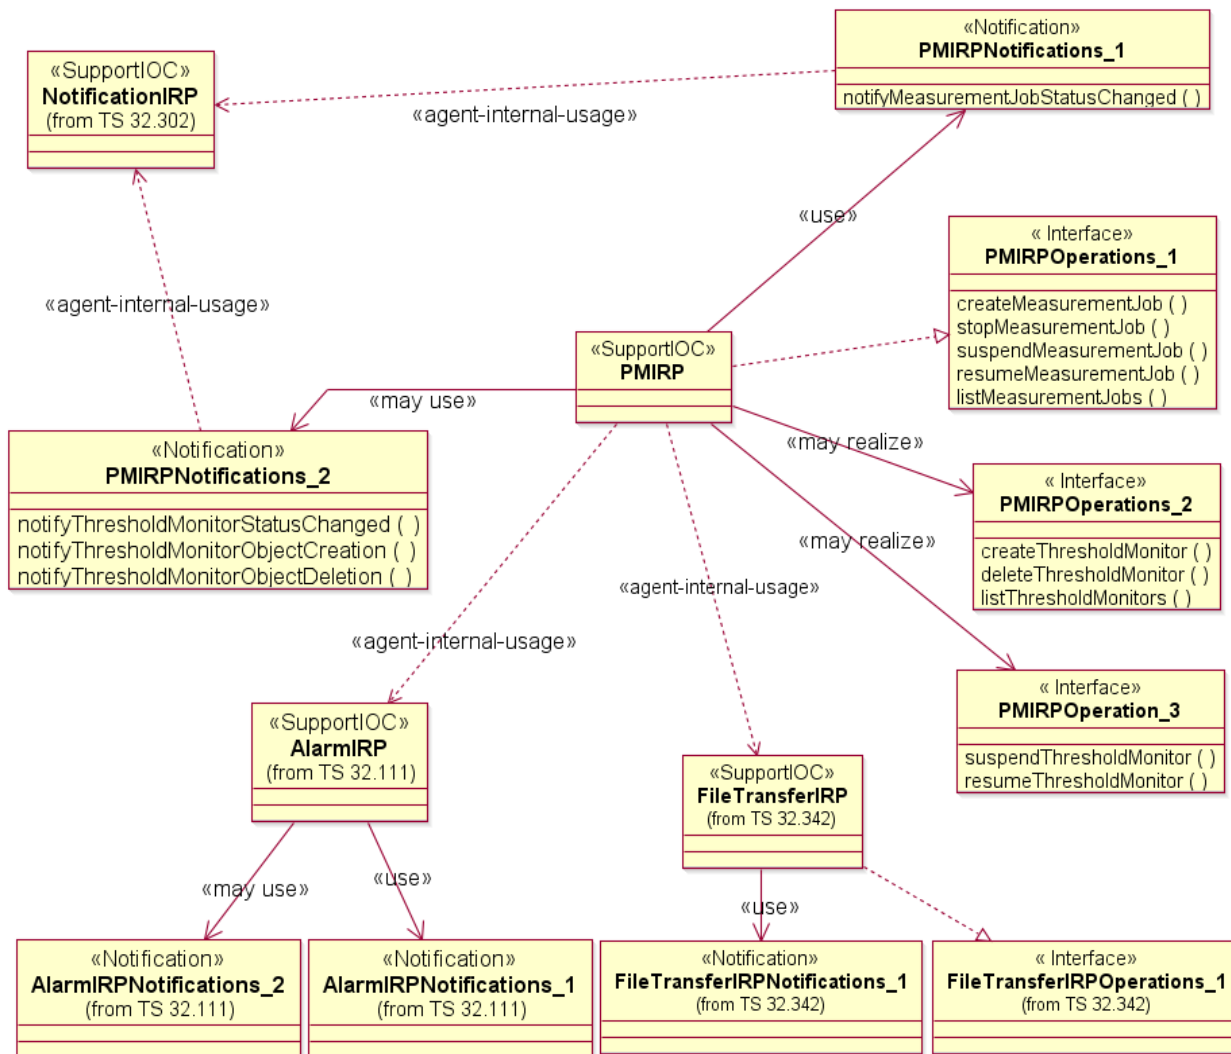 «Notification»
PMIRPNotifications_1
notifyMeasurementJobStatusChanged ( )
«SupportIOC»
NotificationIRP
(from TS 32.302)
«agent-internal-usage»
«use»
« Interface»
PMIRPOperations_1
createMeasurementJob ( )
stopMeasurementJob ( )
suspendMeasurementJob ( )
resumeMeasurementJob ( )
listMeasurementJobs ( )
«agent-internal-usage»
«SupportIOC»
PMIRP
«may use»
«Notification»
PMIRPNotifications_2
notifyThresholdMonitorStatusChanged ( )
notifyThresholdMonitorObjectCreation ( )
notifyThresholdMonitorObjectDeletion ( )
«may realize»
« Interface»
PMIRPOperations_2
createThresholdMonitor ( )
deleteThresholdMonitor ( )
listThresholdMonitors ( )
«may realize»
«agent-internal-usage»
«agent-internal-usage»
« Interface»
PMIRPOperation_3
suspendThresholdMonitor ( )
resumeThresholdMonitor ( )
«SupportIOC»
AlarmIRP
(from TS 32.111)
«SupportIOC»
FileTransferIRP
(from TS 32.342)
«may use»
«use»
«use»
«Notification»
AlarmIRPNotifications_2
(from TS 32.111)
«Notification»
AlarmIRPNotifications_1
(from TS 32.111)
«Notification»
FileTransferIRPNotifications_1
(from TS 32.342)
« Interface»
FileTransferIRPOperations_1
(from TS 32.342)